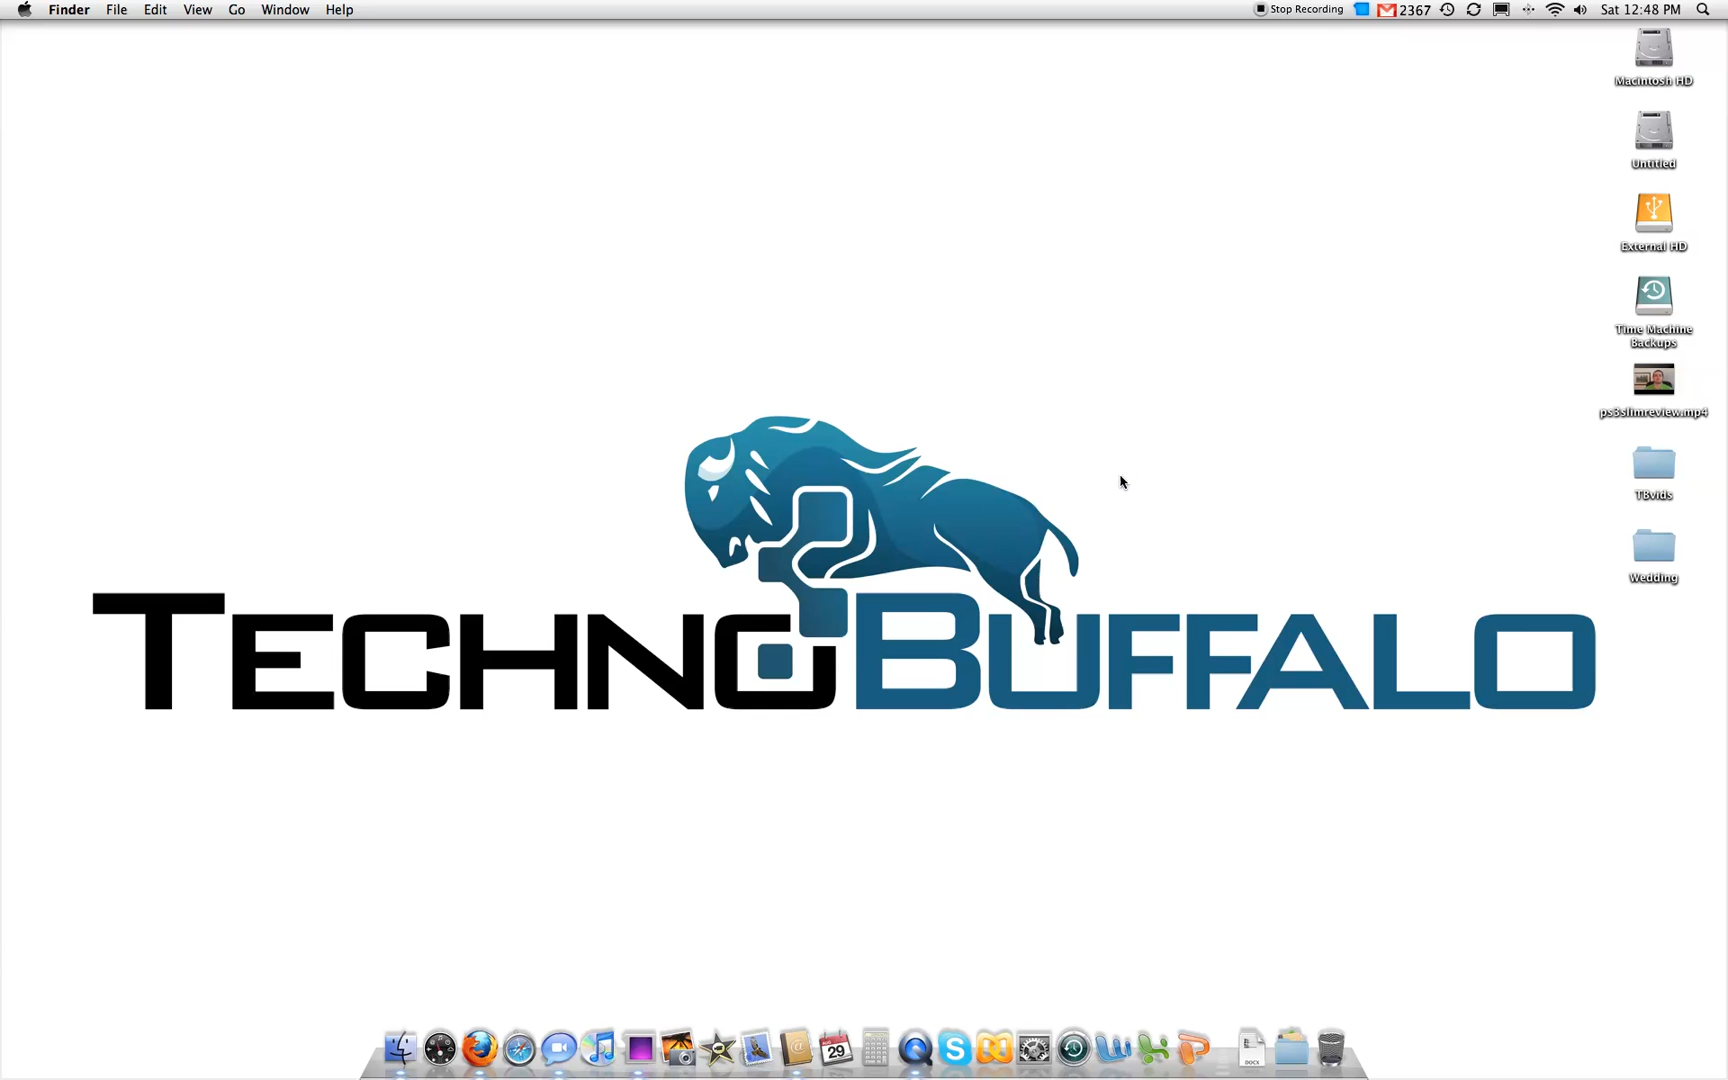 Finder File Edit View Go Window Help Stop Recording 2367 Sat 12:48 PM
Macintosh HD
Untitled
External HD
Time Machine
Backups
ps3slimreview.mp4
TBvids
Wedding
TECHNOBUFFALO
29
DOCX